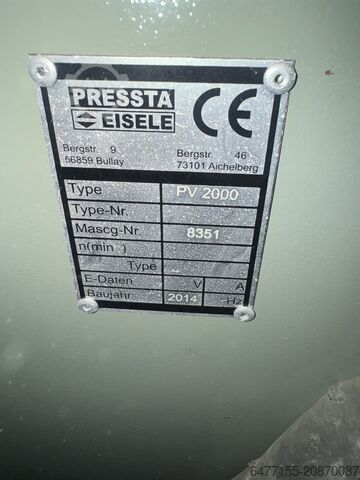 PRESSTA
EISELE
CE
Bergstr. 9
56859 Bullay
Bergstr. 46
73101 Aichelberg
Type PV 2000
Type-Nr.
Mascg-Nr. 8351
n(min⁻)
Type
E-Daten V A
Baujahr 2014 Hz
6477155-20870087